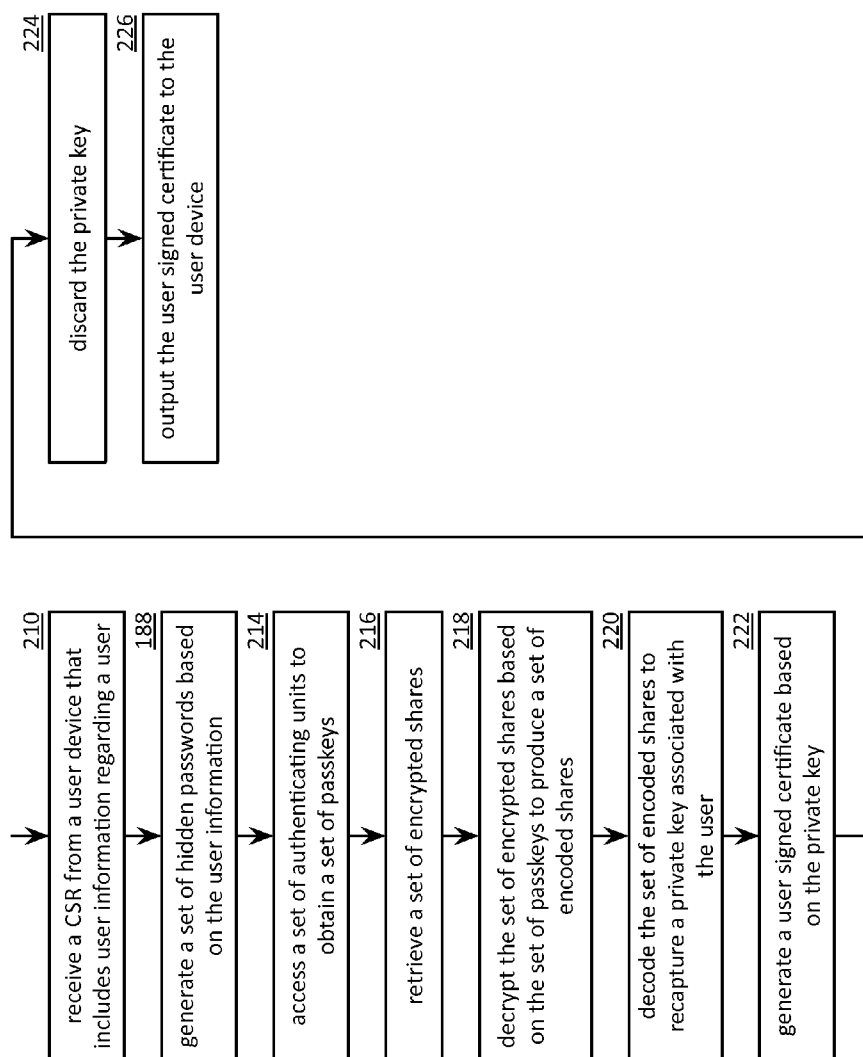 210
receive a CSR from a user device that
includes user information regarding a user
188
generate a set of hidden passwords based
on the user information
214
access a set of authenticating units to
obtain a set of passkeys
216
retrieve a set of encrypted shares
218
decrypt the set of encrypted shares based
on the set of passkeys to produce a set of
encoded shares
220
decode the set of encoded shares to
recapture a private key associated with
the user
222
generate a user signed certificate based
on the private key
224
discard the private key
226
output the user signed certificate to the
user device